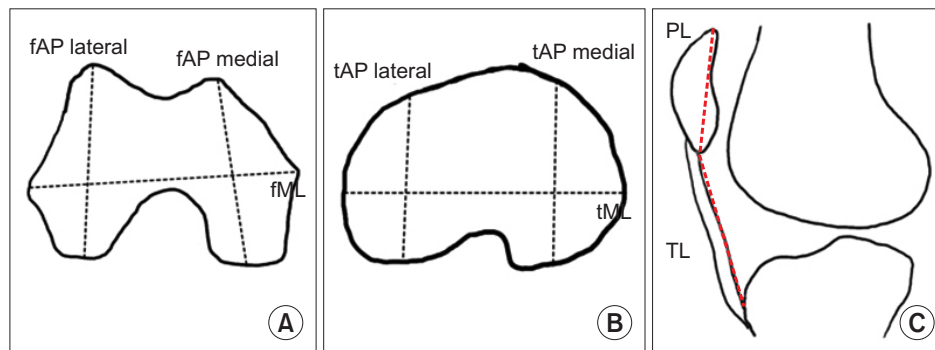 fAP lateral
fAP medial
fML
A
tAP lateral
tAP medial
tML
B
PL
TL
C